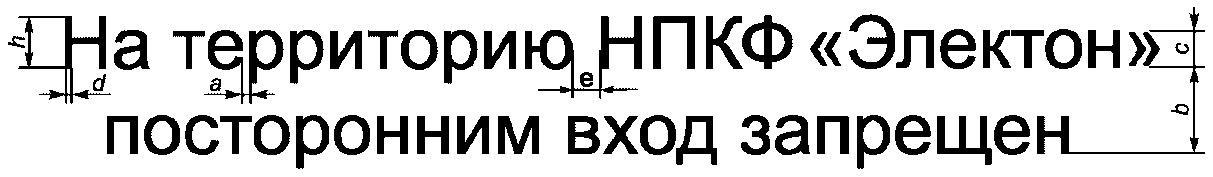 На территорию НПКФ «Электон»
посторонним вход запрещен
h
d
a
e
c
b